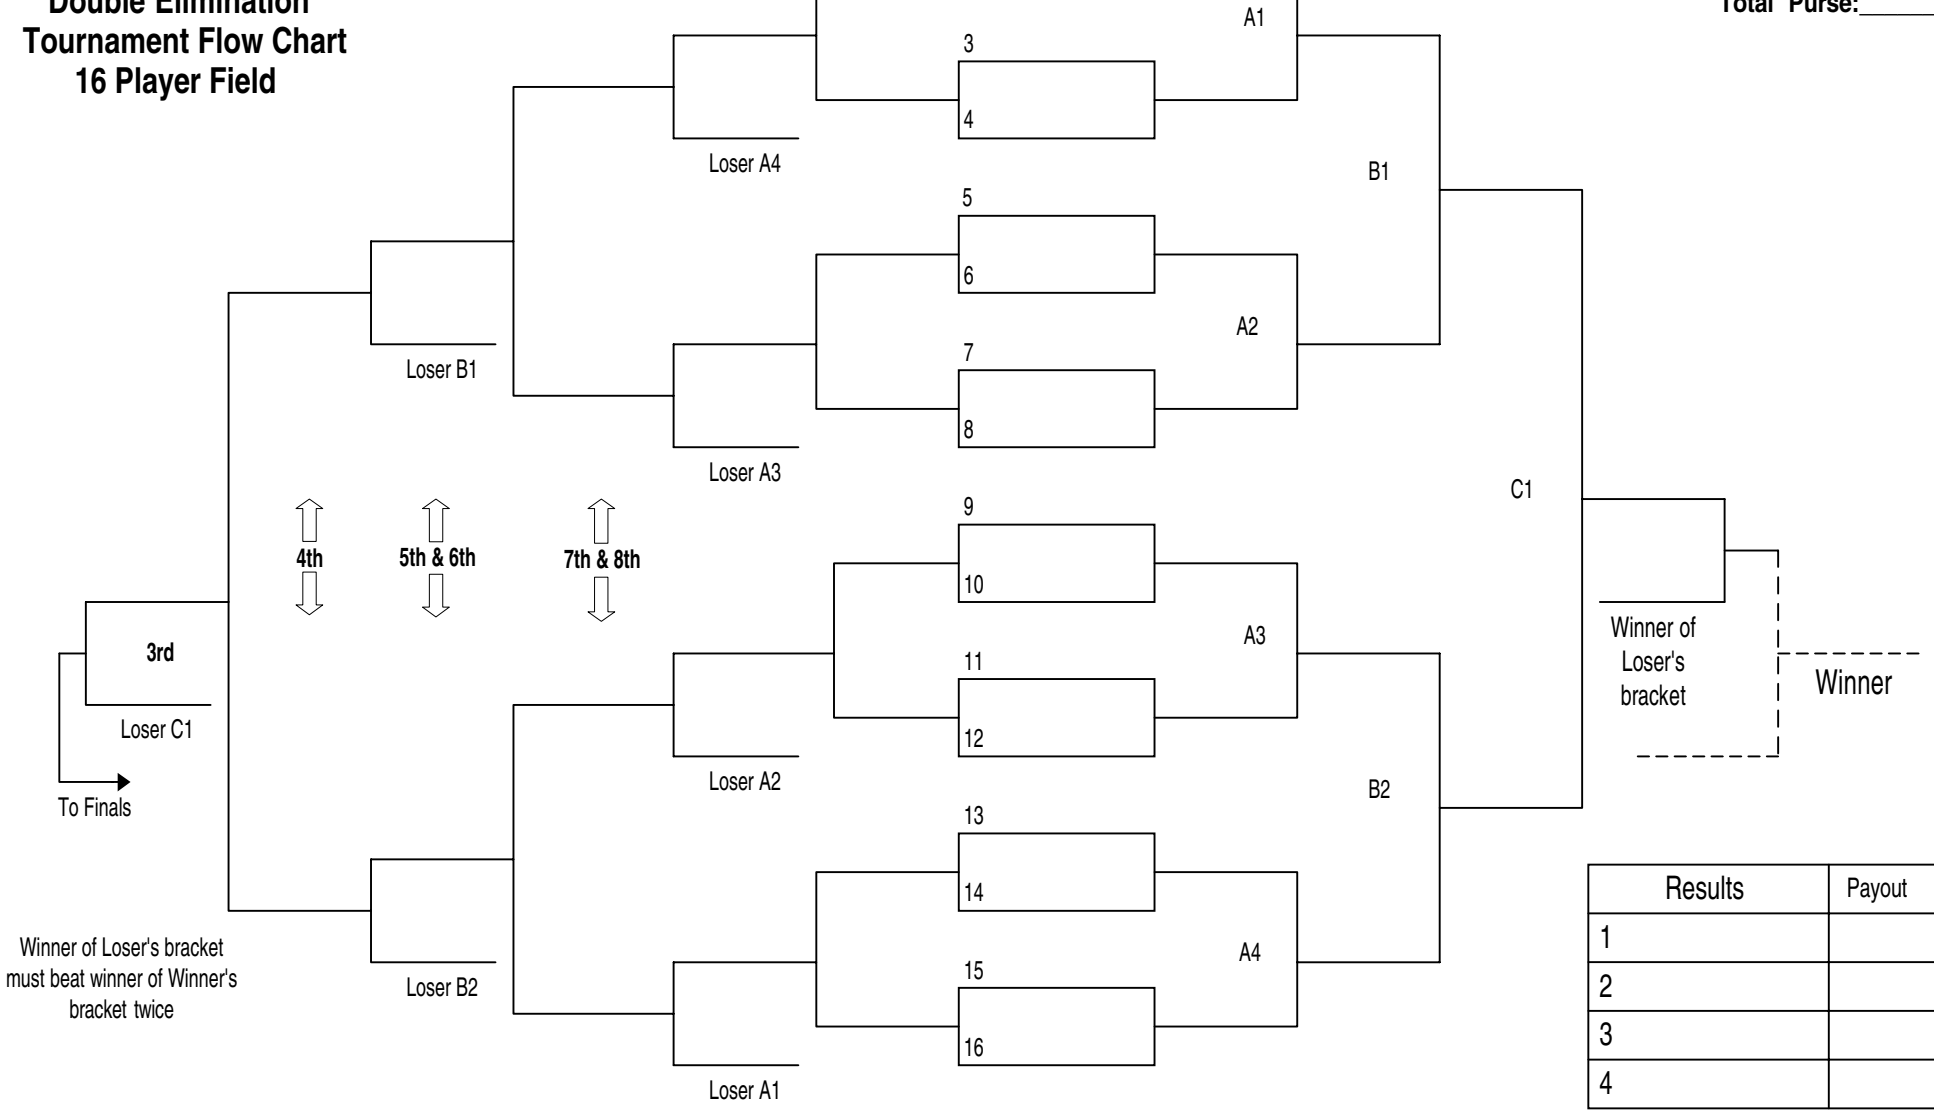 Double Elimination
Tournament Flow Chart
16 Player Field
Total Purse:
A1
3
4
Loser A4
B1
5
6
A2
Loser B1
7
8
Loser A3
C1
9
10
4th
5th & 6th
7th & 8th
A3
Winner of
Loser's
bracket
Winner
3rd
11
12
Loser C1
To Finals
Loser A2
B2
13
14
Results
Payout
1
2
3
4
Winner of Loser's bracket
must beat winner of Winner's
bracket twice
Loser B2
A4
15
16
Loser A1